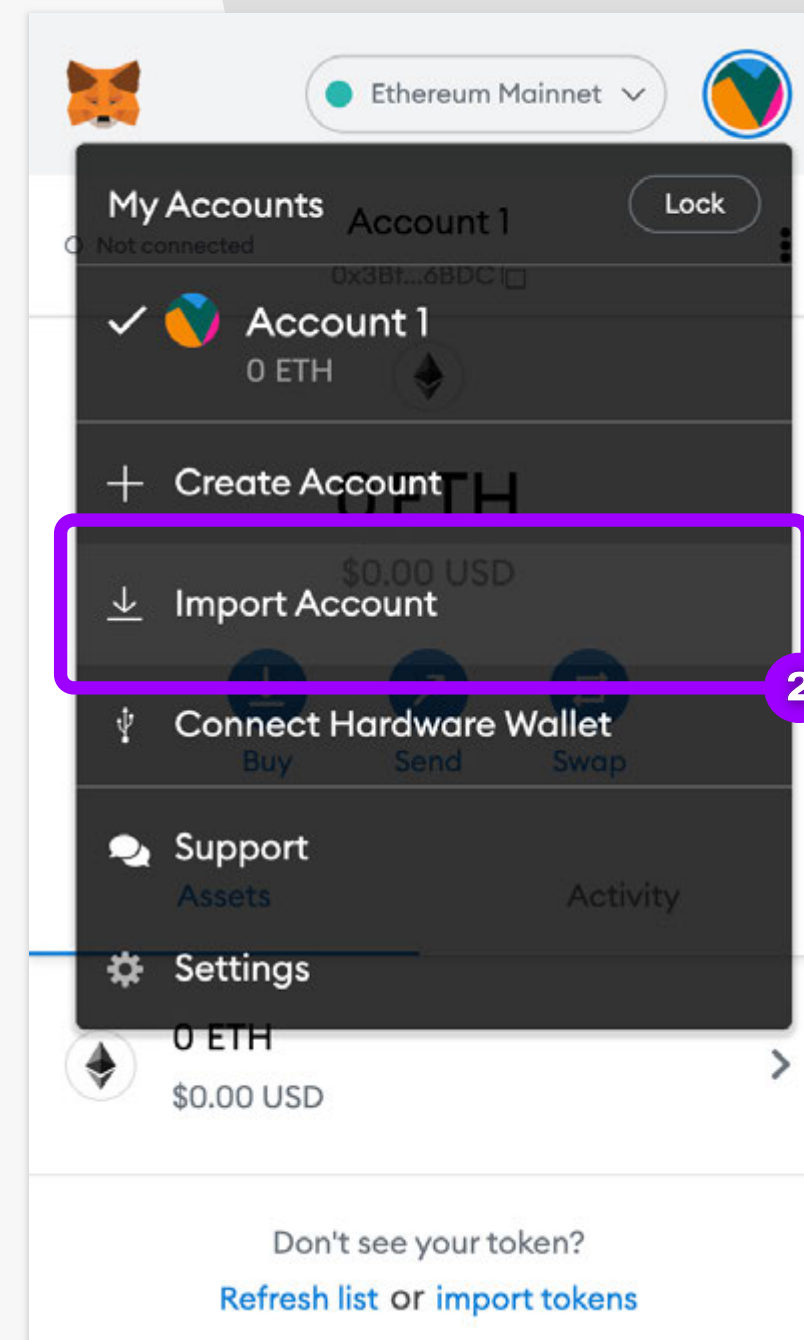 Ethereum Mainnet
My Accounts
Lock
Account 1
Not connected
0x3Bf...6BDC
Account 1
0 ETH
Create Account
0 ETH
$0.00 USD
Import Account
2
Connect Hardware Wallet
Buy Send Swap
Support
Assets Activity
Settings
0 ETH
$0.00 USD
Don't see your token?
Refresh list or import tokens